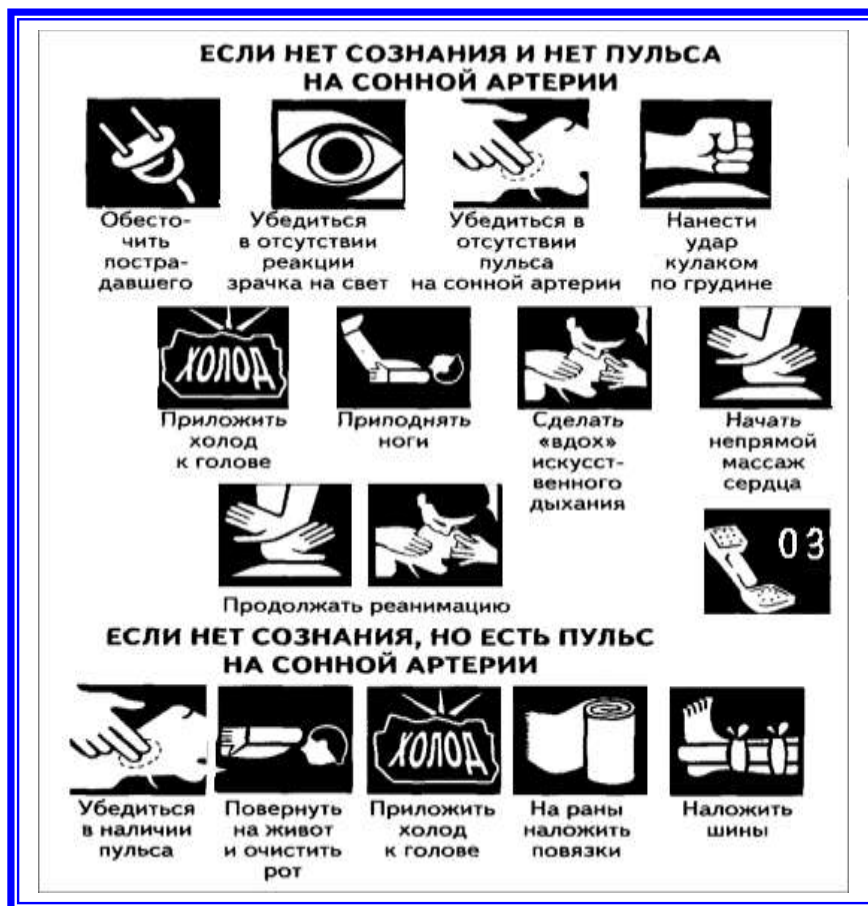 ЕСЛИ НЕТ СОЗНАНИЯ И НЕТ ПУЛЬСА
НА СОННОЙ АРТЕРИИ
Обесто-
чить
постра-
давшего
Убедиться
в отсутствии
реакции
зрачка на свет
Убедиться в
отсутствии
пульса
на сонной артерии
Нанести
удар
кулаком
по грудине
ХОЛОД
Приложить
холод
к голове
Приподнять
ноги
Сделать
«вдох»
искусст-
венного
дыхания
Начать
непрямой
массаж
сердца
03
Продолжать реанимацию
ЕСЛИ НЕТ СОЗНАНИЯ, НО ЕСТЬ ПУЛЬС
НА СОННОЙ АРТЕРИИ
Убедиться
в наличии
пульса
Повернуть
на живот
и очистить
рот
ХОЛОД
Приложить
холод
к голове
На раны
наложить
повязки
Наложить
шины